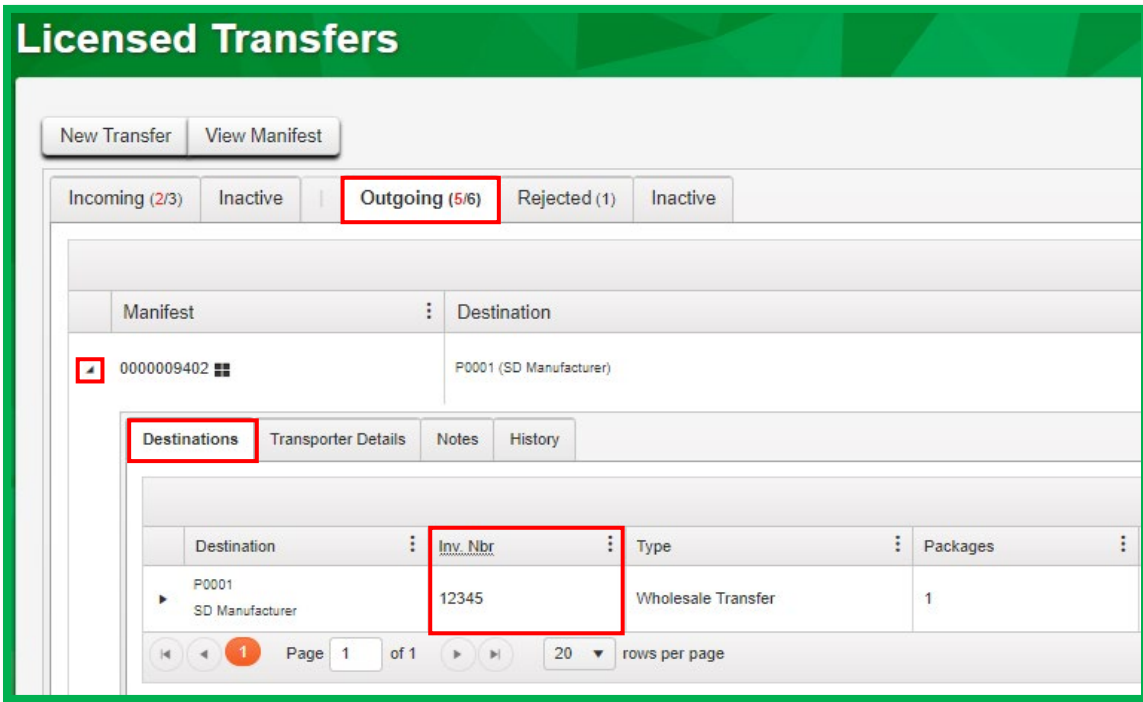 Licensed Transfers
New Transfer View Manifest
Incoming (2/3) Inactive | Outgoing (5/6) Rejected (1) Inactive
Manifest Destination
0000009402 P0001 (SD Manufacturer)
Destinations Transporter Details Notes History
Destination Inv. Nbr Type Packages
P0001
SD Manufacturer 12345 Wholesale Transfer 1
1 Page 1 of 1 20 rows per page